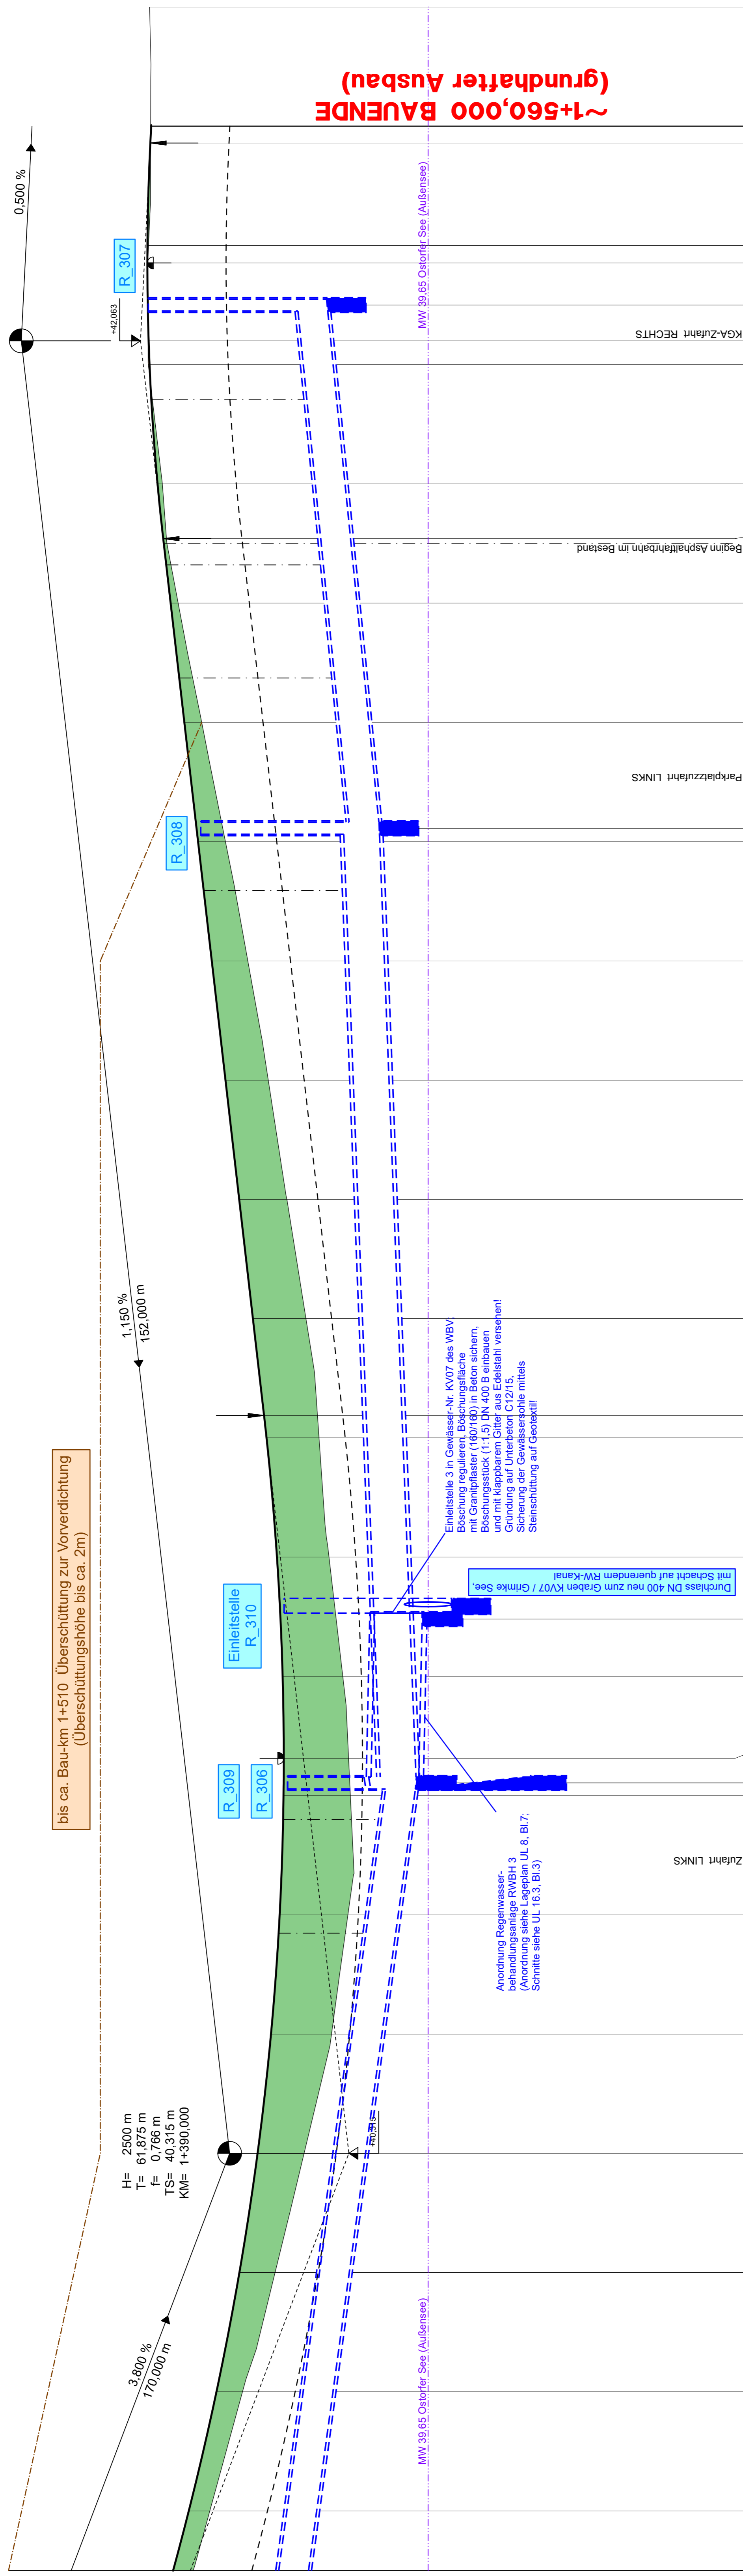 ~1+560,000 BAUENDE
(grundhafter Ausbau)
0,500 %
R_307
+42,063
MW 39,65 Ostorfer See (Außensee)
KGA-Zufahrt RECHTS
Beginn Asphaltfahrbahn im Bestand
Parkplatzzufahrt LINKS
R_308
1,150 %
152,000 m
bis ca. Bau-km 1+510 Überschüttung zur Vorverdichtung
(Überschüttungshöhe bis ca. 2m)
Einleitstelle 3 in Gewässer-Nr. KV07 des WBV;
Böschung regulieren, Böschungsfläche
mit Granitpflaster (160/160) in Beton sichern,
Böschungsstück (1:1,5) DN 400 B einbauen
und mit klappbarem Gitter aus Edelstahl versehen!
Gründung auf Unterbeton C12/15,
Sicherung der Gewässersohle mittels
Steinschüttung auf Geotextil!
Durchlass DN 400 neu zum Graben KV07 / Grimke See,
mit Schacht auf querendem RW-Kanal
Einleitstelle
R_310
R_309
R_306
Anordnung Regenwasser-
behandlungsanlage RWBH 3
(Anordnung siehe Lageplan UL 8, Bl.7;
Schnitte siehe UL 16.3, Bl.3)
Zufahrt LINKS
H= 2500 m
T= 61,875 m
f= 0,766 m
TS= 40,315 m
KM= 1+390,000
+40,315
3,800 %
170,000 m
MW 39,65 Ostorfer See (Außensee)